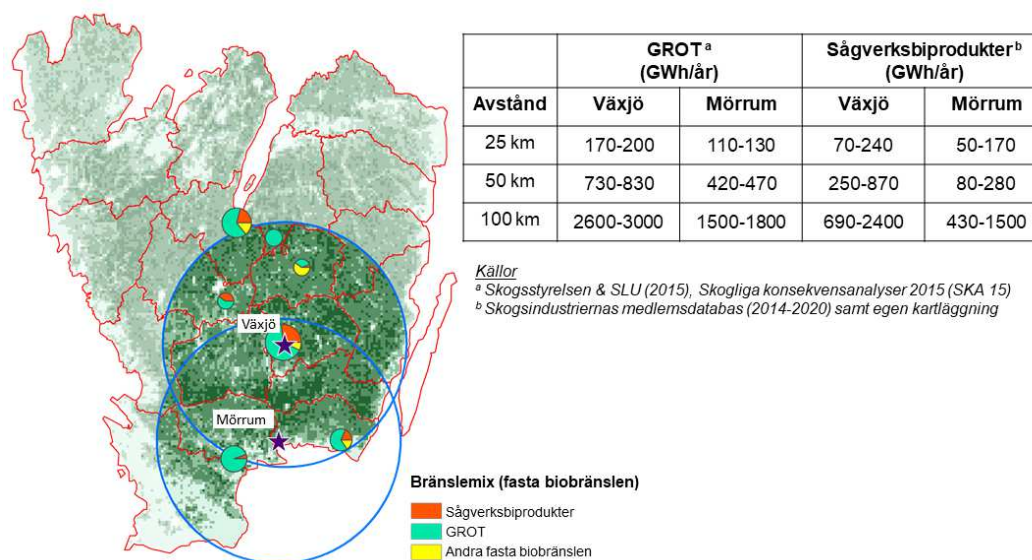 GROT a Sågverksbiprodukter b
(GWh/år) (GWh/år)
Avstånd Växjö Mörrum Växjö Mörrum
25 km 170-200 110-130 70-240 50-170
50 km 730-830 420-470 250-870 80-280
100 km 2600-3000 1500-1800 690-2400 430-1500
Källor
a Skogsstyrelsen & SLU (2015), Skogliga konsekvensanalyser 2015 (SKA 15)
b Skogsindustriernas medlemsdatabas (2014-2020) samt egen kartläggning
Växjö
Mörrum
Bränslemix (fasta biobränslen)
Sågverksbiprodukter
GROT
Andra fasta biobränslen